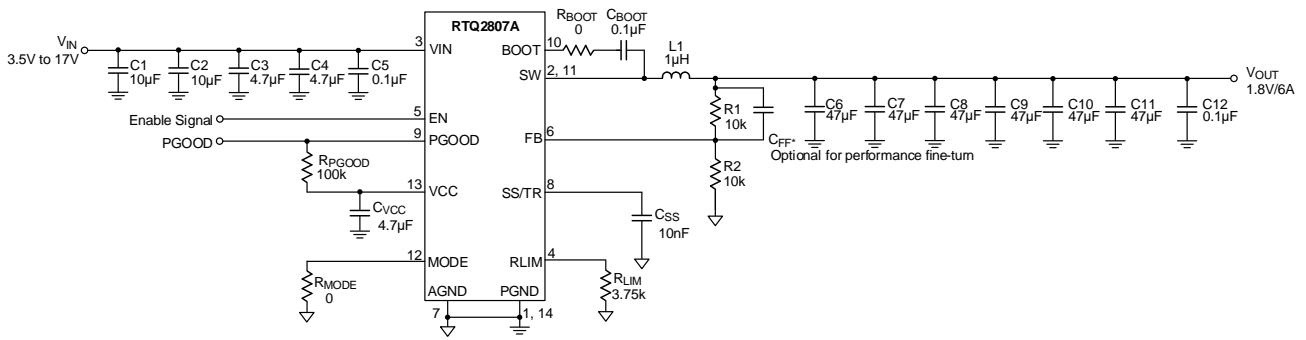 RTQ2807A
VIN
3.5V to 17V
C1
10µF
C2
10µF
C3
4.7µF
C4
4.7µF
C5
0.1µF
3
VIN
Enable Signal
5
EN
PGOOD
9
PGOOD
RPGOOD
100k
13
VCC
CVCC
4.7µF
12
MODE
RMODE
0
AGND
PGND
7
1, 14
BOOT
10
RBOOT
0
CBOOT
0.1µF
SW
2, 11
L1
1µH
FB
6
R1
10k
CFF*
Optional for performance fine-turn
R2
10k
SS/TR
8
CSS
10nF
RLIM
4
RLIM
3.75k
C6
47µF
C7
47µF
C8
47µF
C9
47µF
C10
47µF
C11
47µF
C12
0.1µF
VOUT
1.8V/6A